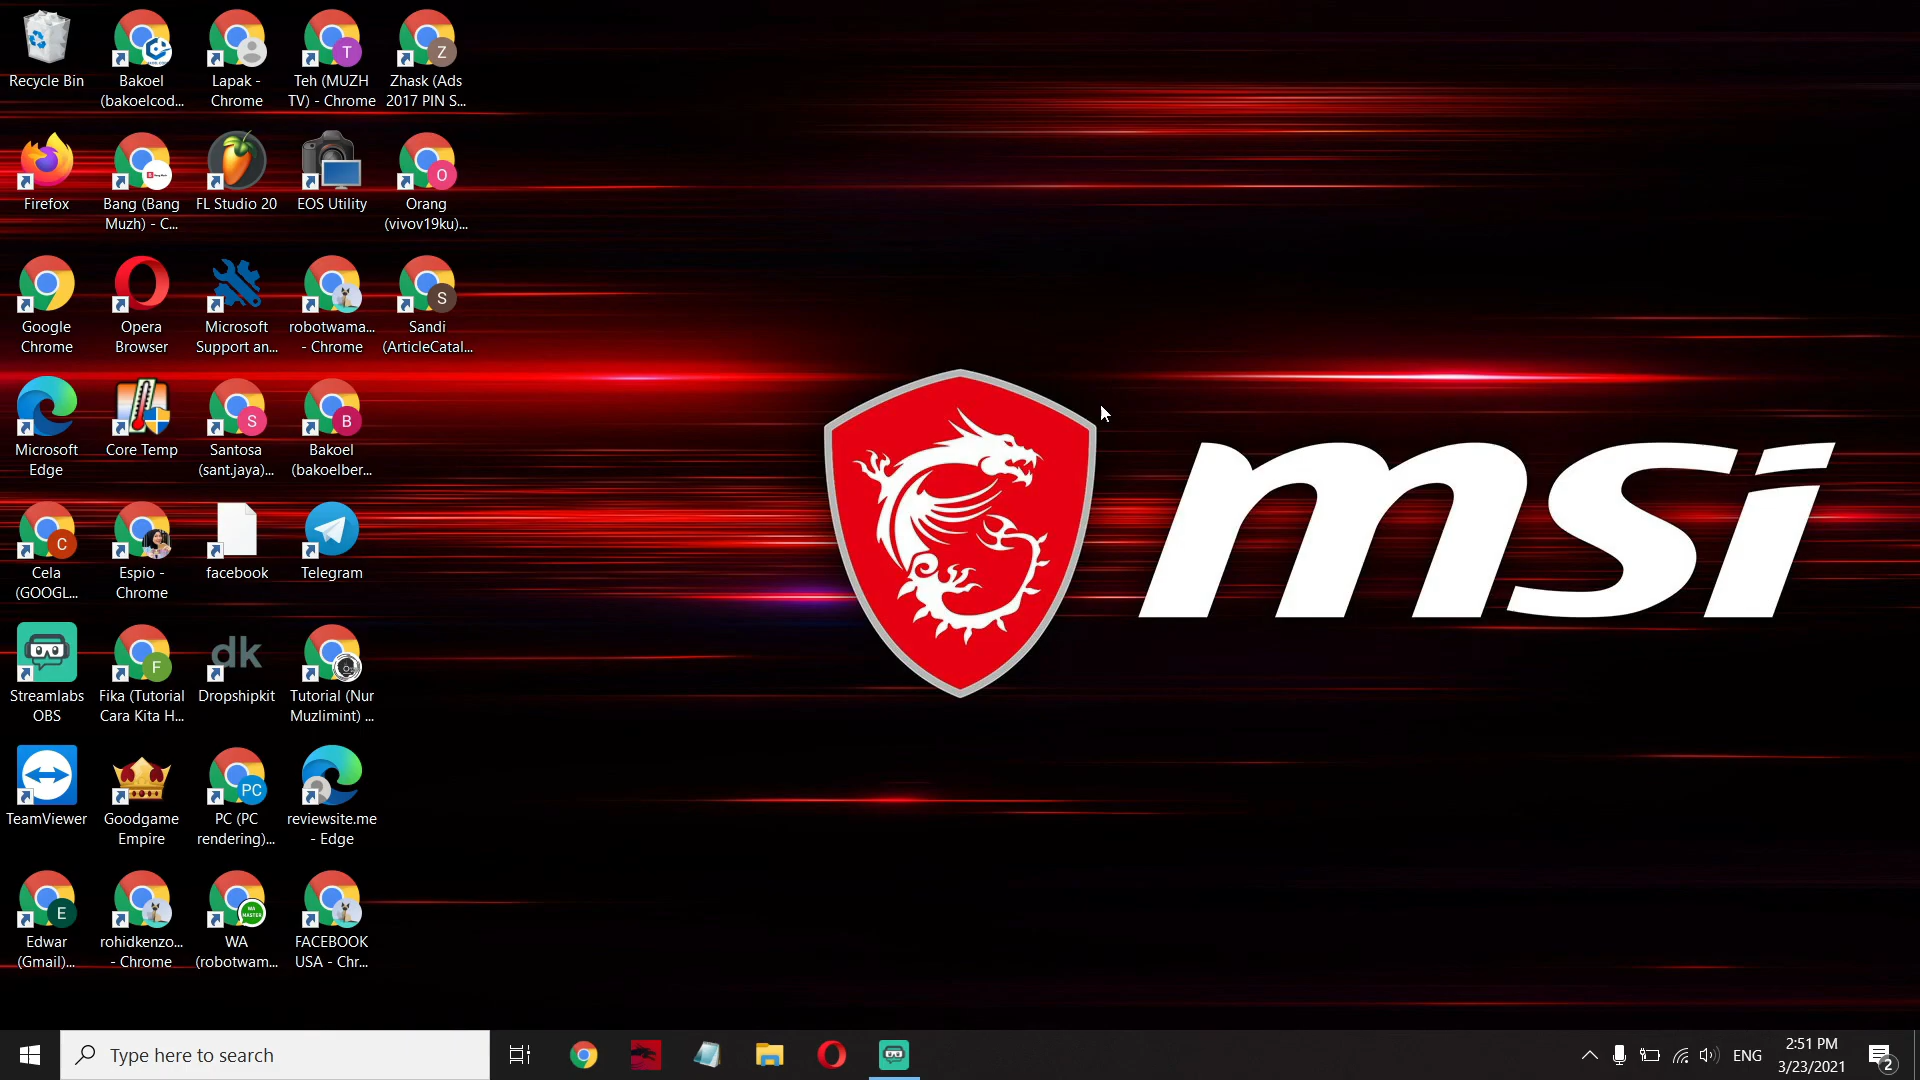 Recycle Bin
Bakoel
(bakoelcod...
Lapak -
Chrome
Teh (MUZH
TV) - Chrome
Zhask (Ads
2017 PIN S...
T
Z
Firefox
Bang (Bang
Muzh) - C...
FL Studio 20
EOS Utility
Orang
(vivov19ku)...
O
Google
Chrome
Opera
Browser
Microsoft
Support an...
robotwama...
- Chrome
Sandi
(ArticleCatal...
S
Microsoft
Edge
Core Temp
Santosa
(sant.jaya)...
Bakoel
(bakoelber...
S
B
msi
Cela
(GOOGL...
Espio -
Chrome
facebook
Telegram
C
Streamlabs
OBS
Fika (Tutorial
Cara Kita H...
dk
Dropshipkit
Tutorial (Nur
Muzlimint) ...
F
TeamViewer
Goodgame
Empire
PC
PC (PC
rendering)...
reviewsite.me
- Edge
E
Edwar
(Gmail)...
rohidkenzo...
- Chrome
WA
MASTER
WA
(robotwam...
FACEBOOK
USA - Chr...
Type here to search
ENG
2:51 PM
3/23/2021
2